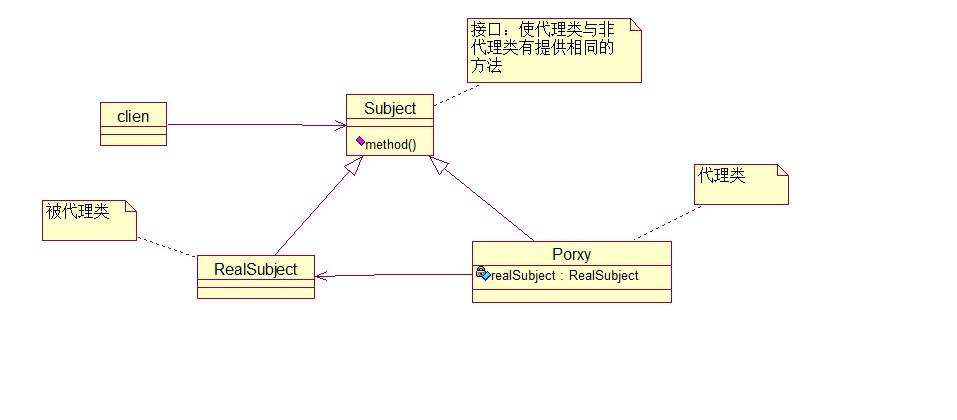 接口：使代理类与非
代理类有提供相同的
方法
clien
Subject
method()
代理类
被代理类
RealSubject
Porxy
realSubject : RealSubject